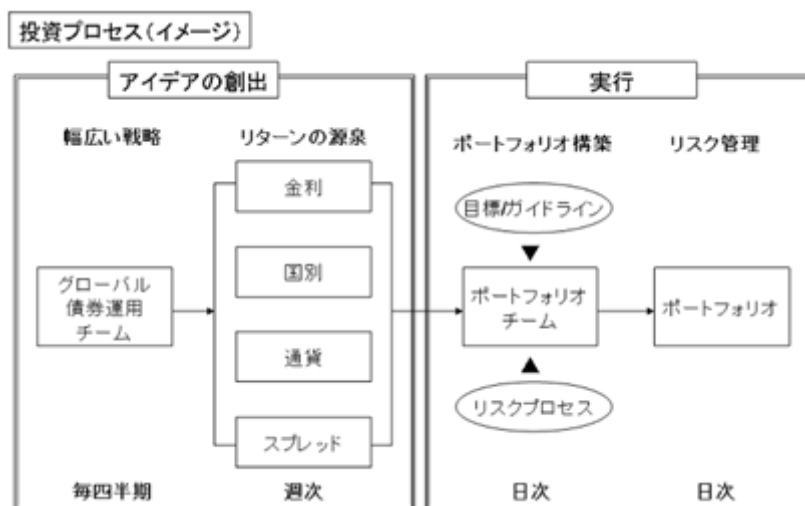 投資プロセス(イメージ)
アイデアの創出
実行
幅広い戦略
リターンの源泉
ポートフォリオ構築
リスク管理
金利
目標/ガイドライン
国別
グローバル
債券運用
チーム
ポートフォリオ
チーム
ポートフォリオ
通貨
リスクプロセス
スプレッド
毎四半期
週次
日次
日次